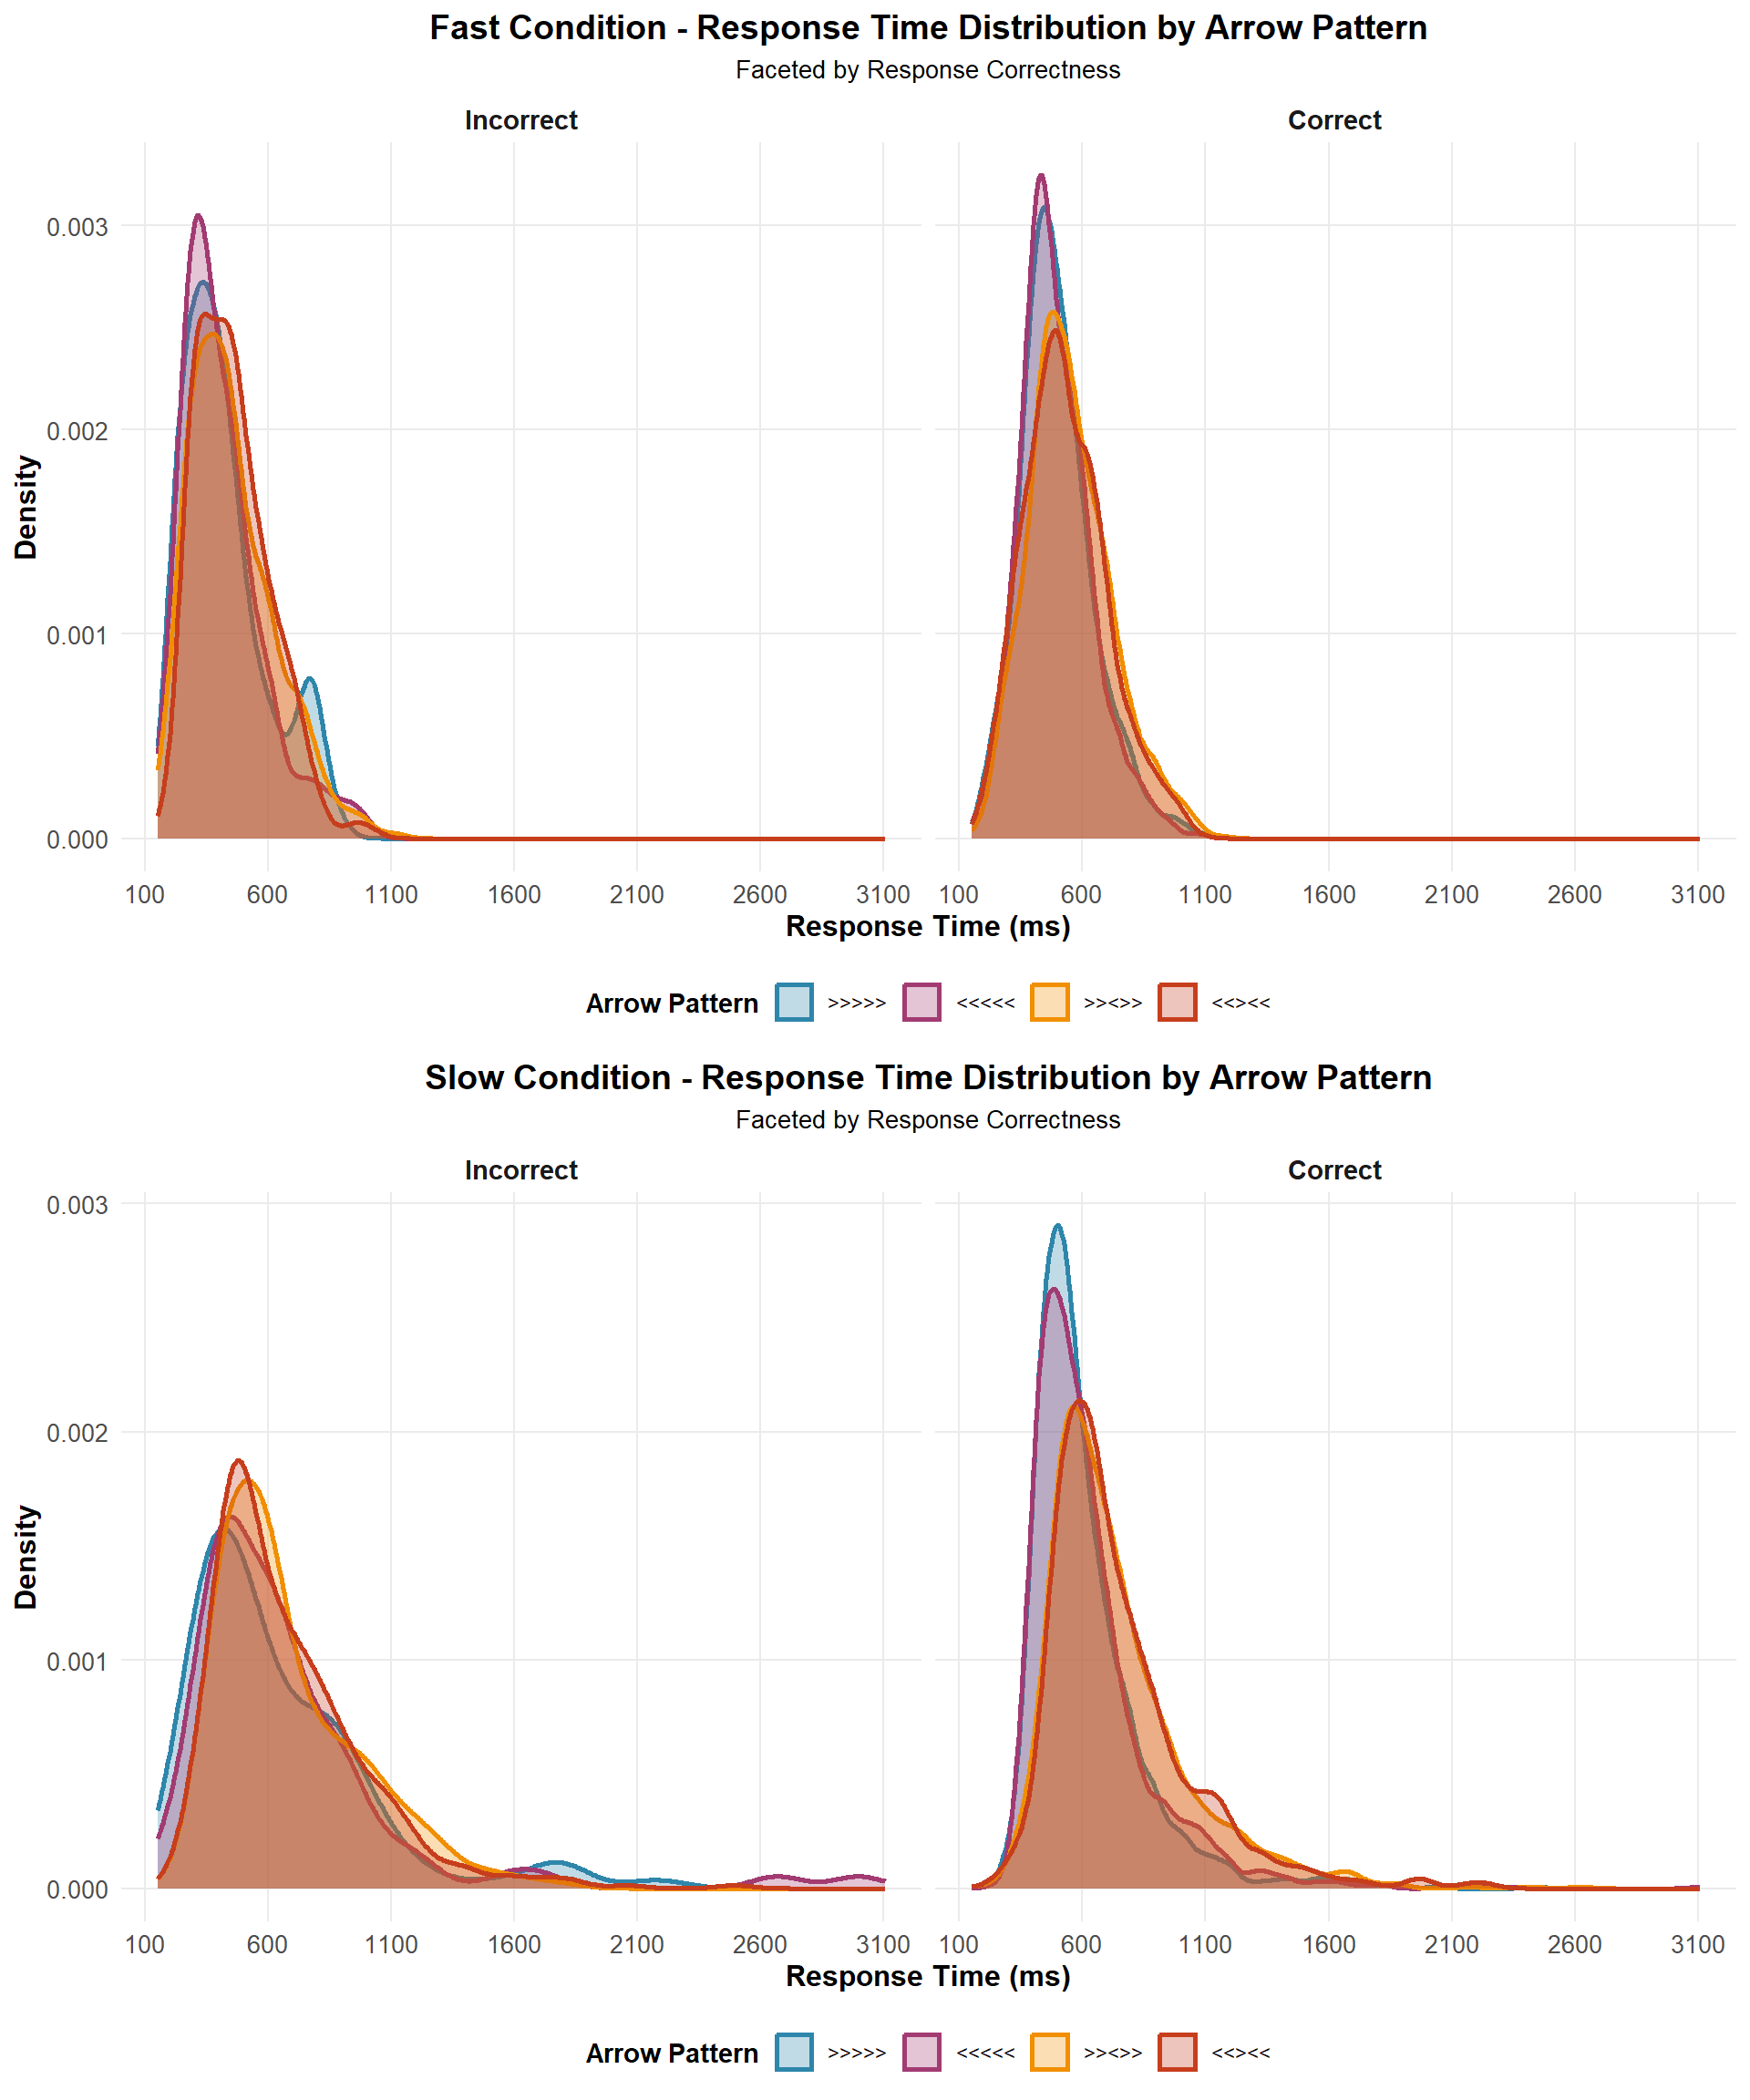 Fast Condition - Response Time Distribution by Arrow Pattern
Faceted by Response Correctness
Incorrect Correct
Density
0.003
0.002
0.001
0.000
100 600 1100 1600 2100 2600 3100 100 600 1100 1600 2100 2600 3100
Response Time (ms)
Arrow Pattern >>>>> <<<<< >><>> <<><<
Slow Condition - Response Time Distribution by Arrow Pattern
Faceted by Response Correctness
Incorrect Correct
Density
0.003
0.002
0.001
0.000
100 600 1100 1600 2100 2600 3100 100 600 1100 1600 2100 2600 3100
Response Time (ms)
Arrow Pattern >>>>> <<<<< >><>> <<><<